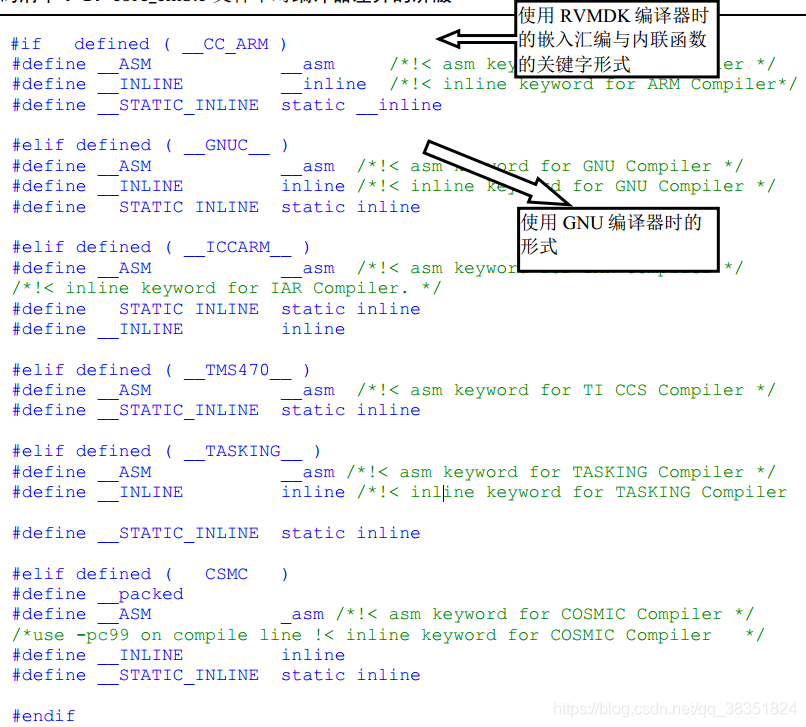 #if defined ( __CC_ARM )
使用 RVMDK 编译器时
的嵌入汇编与内联函数
的关键字形式
#define __ASM __asm /*!< asm key er */
#define __INLINE __inline /*!< inline keyword for ARM Compiler*/
#define __STATIC_INLINE static __inline
#elif defined ( __GNUC__ )
#define __ASM __asm /*!< asm keyword for GNU Compiler */
#define __INLINE inline /*!< inline keyword for GNU Compiler */
#define STATIC INLINE static inline
使用 GNU 编译器时的
形式
#elif defined ( __ICCARM__ )
#define __ASM __asm /*!< asm keywor */
/*!< inline keyword for IAR Compiler. */
#define STATIC INLINE static inline
#define __INLINE inline
#elif defined ( __TMS470__ )
#define __ASM __asm /*!< asm keyword for TI CCS Compiler */
#define __STATIC_INLINE static inline
#elif defined ( __TASKING__ )
#define __ASM __asm /*!< asm keyword for TASKING Compiler */
#define __INLINE inline /*!< inline keyword for TASKING Compiler
#define __STATIC_INLINE static inline
#elif defined ( CSMC )
#define __packed
#define __ASM _asm /*!< asm keyword for COSMIC Compiler */
/*use -pc99 on compile line !< inline keyword for COSMIC Compiler */
#define __INLINE inline
#define __STATIC_INLINE static inline
#endif
https://blog.csdn.net/qq_38351824